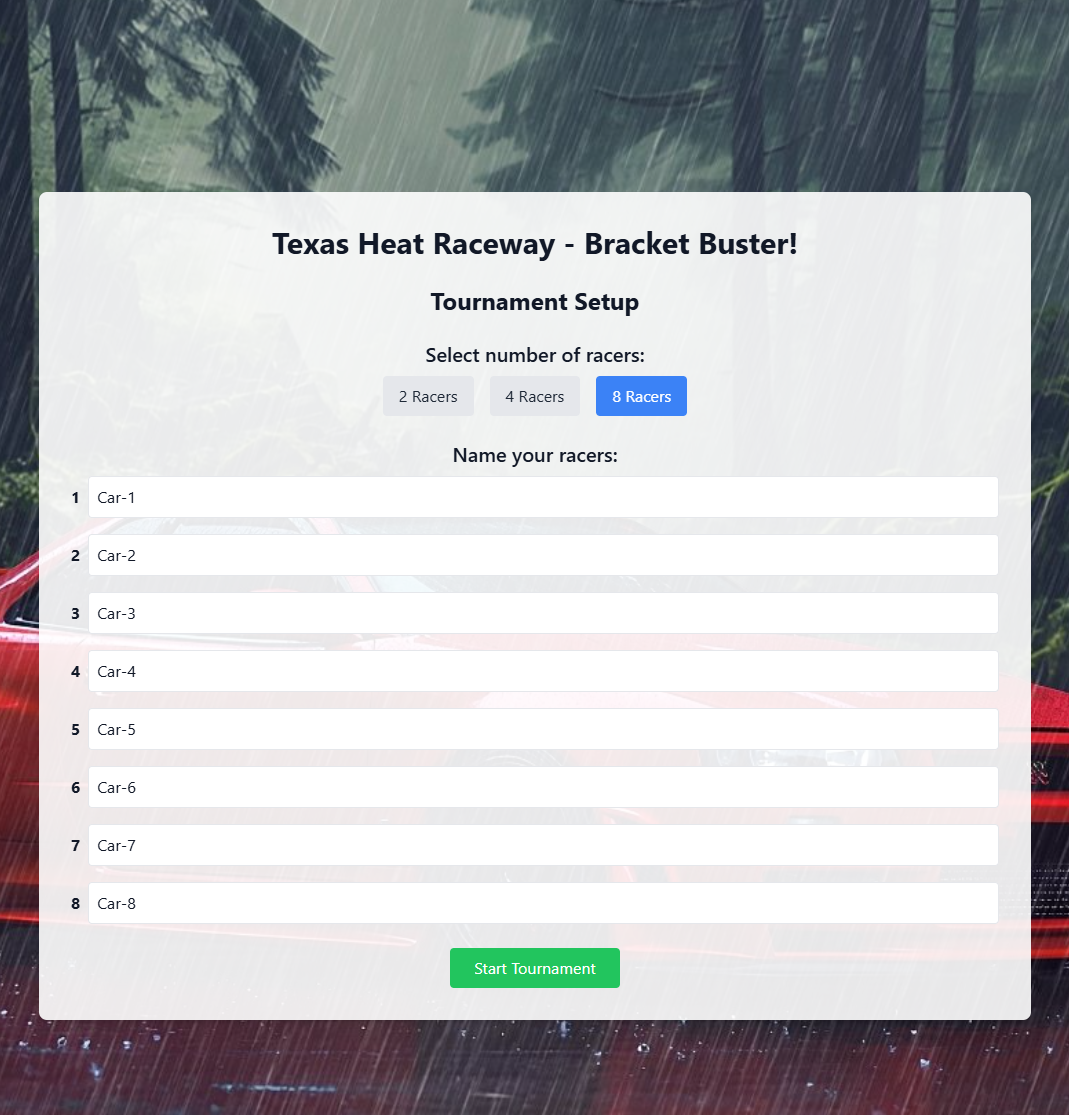 Texas Heat Raceway - Bracket Buster!
Tournament Setup
Select number of racers:
2 Racers 4 Racers 8 Racers
Name your racers:
1 Car-1
2 Car-2
3 Car-3
4 Car-4
5 Car-5
6 Car-6
7 Car-7
8 Car-8
Start Tournament